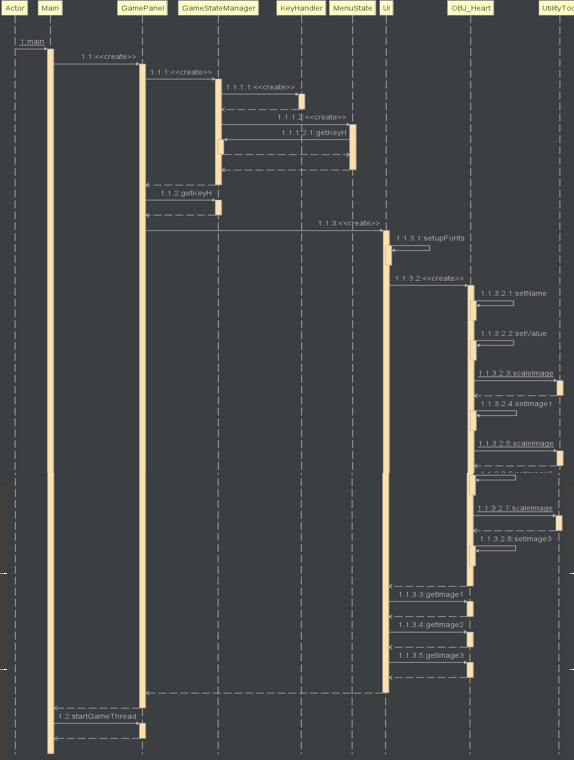 Actor Main GamePanel GameStateManager KeyHandler MenuState UI OBJ_Heart UtilityToo
1:main
1.1:<<create>>
1.1.1:<<create>>
1.1.1.1:<<create>>
1.1.1.2:<<create>>
1.1.1.2.1:getKeyH
1.1.2:getKeyH
1.1.3:<<create>>
1.1.3.1:setupFonts
1.1.3.2:<<create>>
1.1.3.2.1:setName
1.1.3.2.2:setValue
1.1.3.2.3:scaleImage
1.1.3.2.4:setImage1
1.1.3.2.5:scaleImage
1.1.3.2.7:scaleImage
1.1.3.2.8:setImage3
1.1.3.3:getImage1
1.1.3.4:getImage2
1.1.3.5:getImage3
1.2:startGameThread